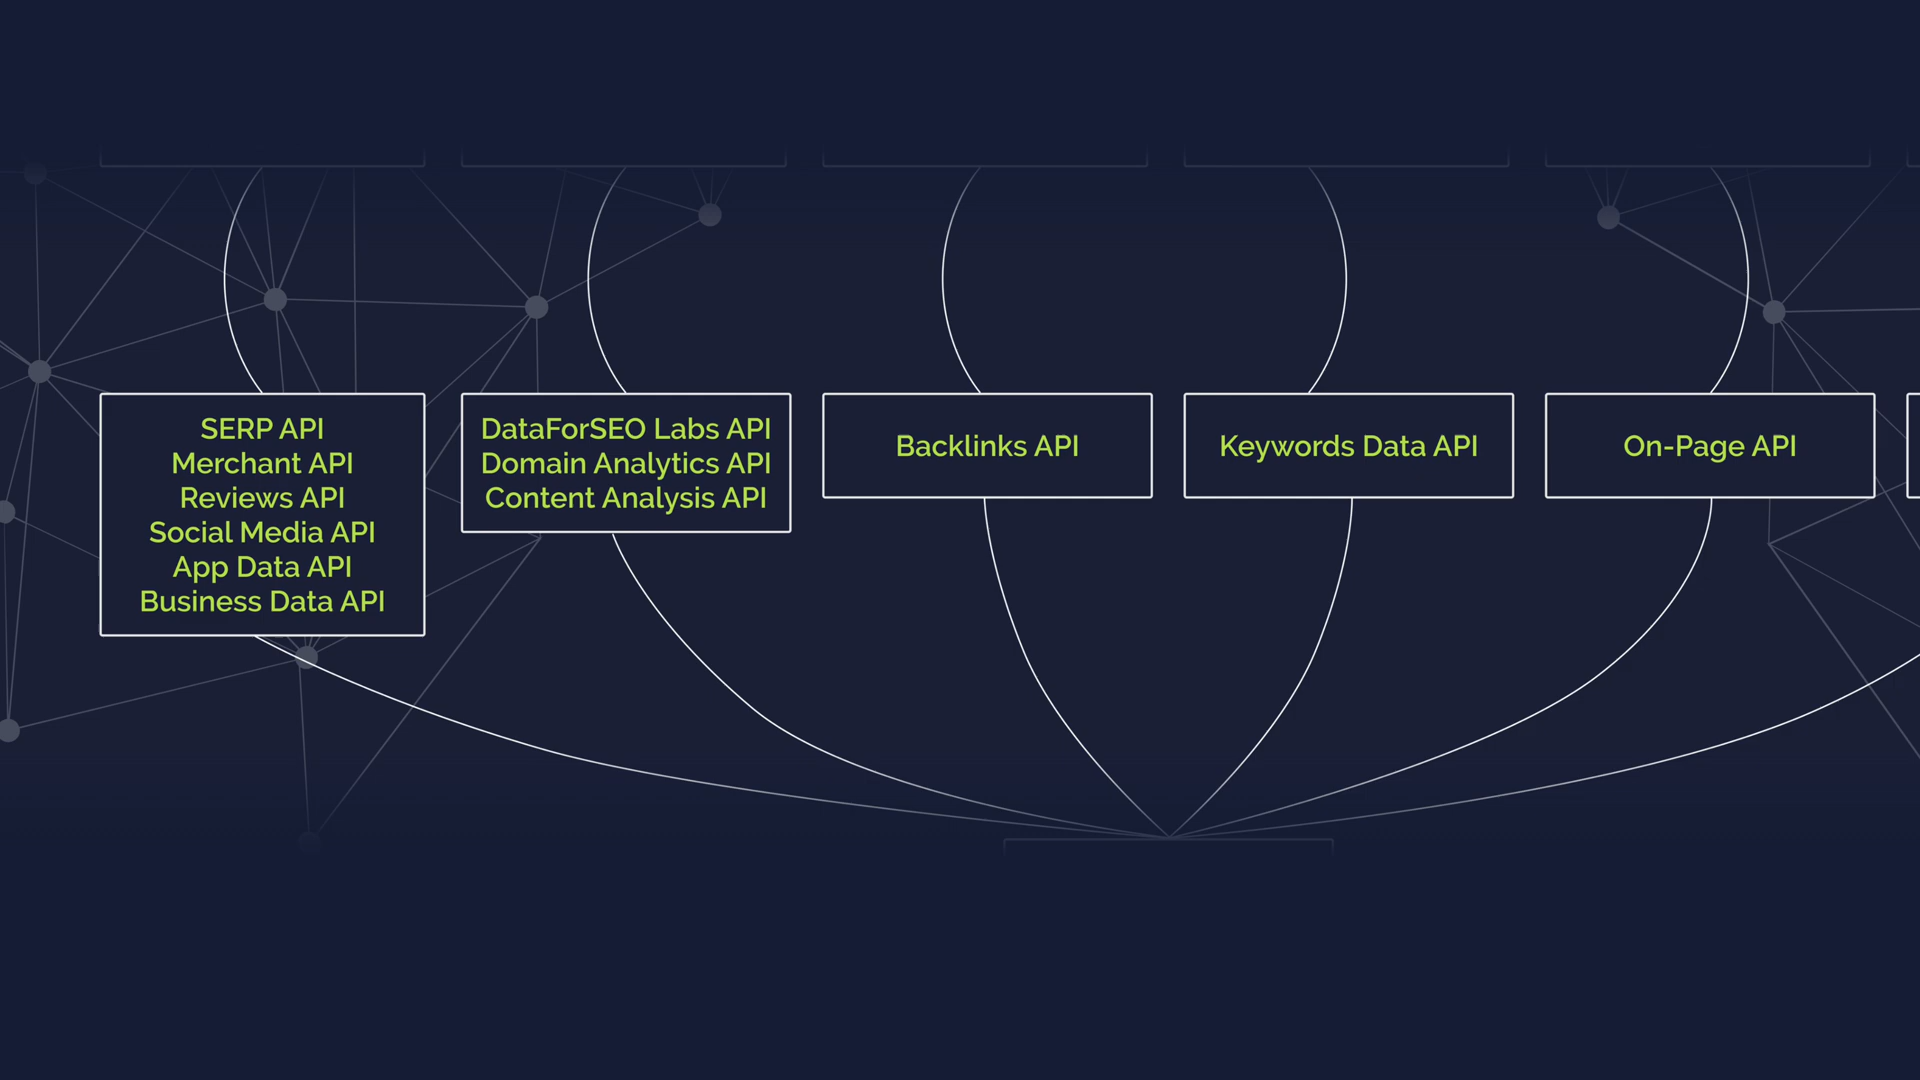 SERP API
Merchant API
Reviews API
Social Media API
App Data API
Business Data API
DataForSEO Labs API
Domain Analytics API
Content Analysis API
Backlinks API
Keywords Data API
On-Page API